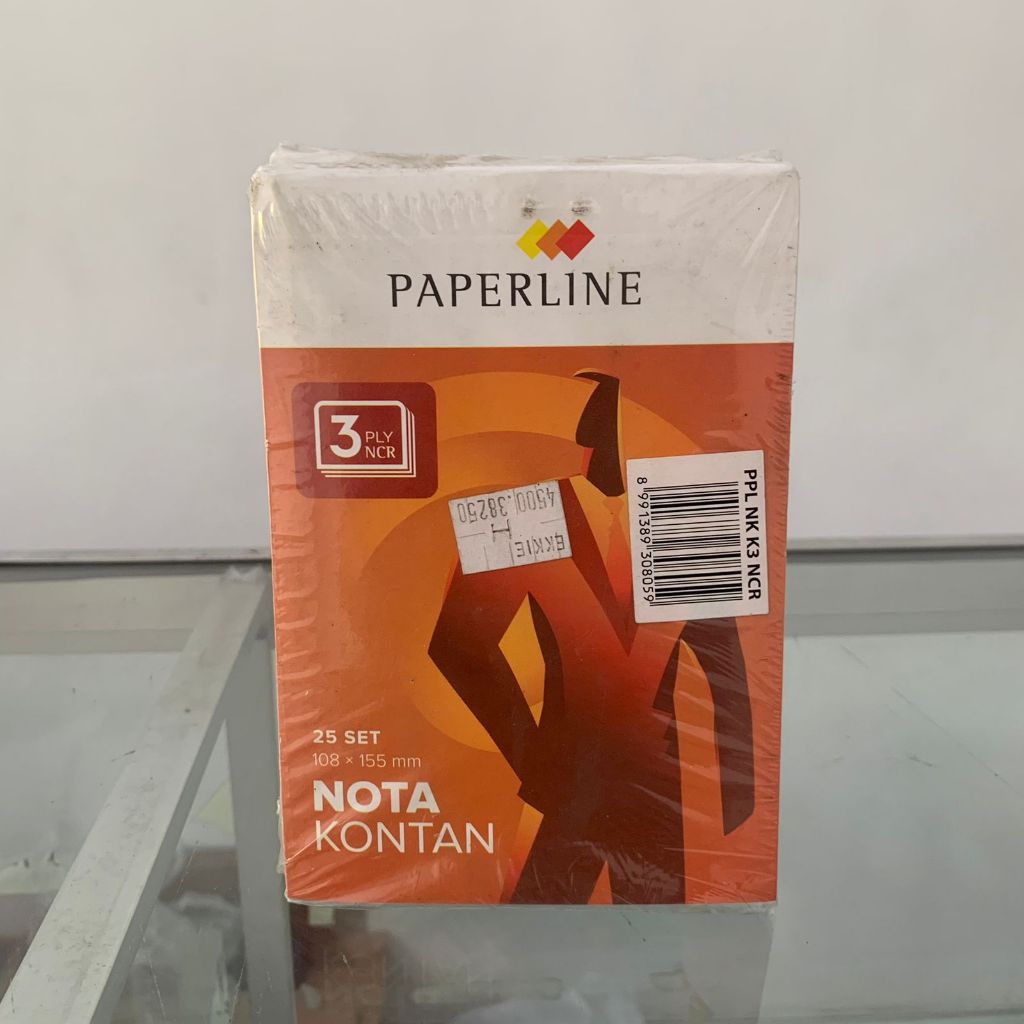 PAPERLINE
3 PLY
NCR
EKKIE
H
4500.38250
PPL NK K3 NCR
8 991389 308059
25 SET
108 × 155 mm
NOTA
KONTAN